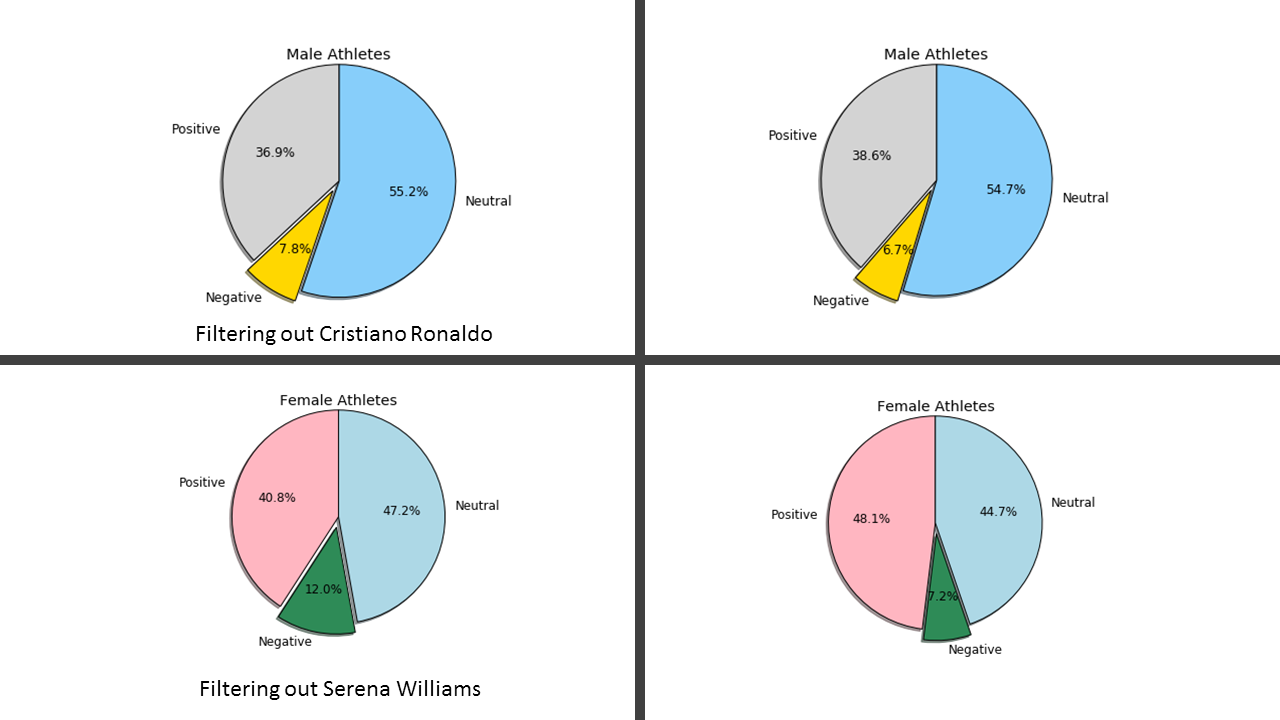 Male Athletes
Positive
36.9%
55.2%
Neutral
7.8%
Negative
Filtering out Cristiano Ronaldo
Male Athletes
Positive
38.6%
54.7%
Neutral
6.7%
Negative
Female Athletes
Positive
40.8%
47.2%
Neutral
12.0%
Negative
Filtering out Serena Williams
Female Athletes
Positive
48.1%
44.7%
Neutral
7.2%
Negative